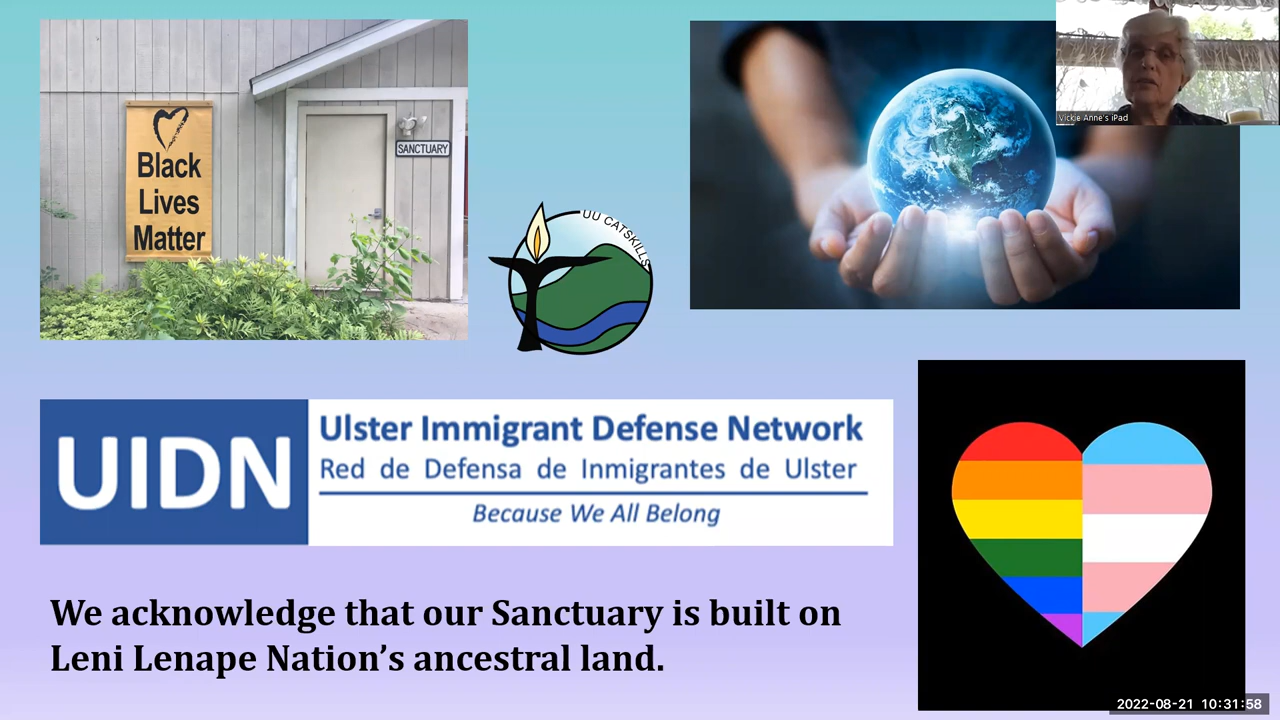 Black
Lives
Matter
SANCTUARY
UU CATSKILLS
Vickie Anne's iPad
UIDN
Ulster Immigrant Defense Network
Red de Defensa de Inmigrantes de Ulster
Because We All Belong
We acknowledge that our Sanctuary is built on
Leni Lenape Nation's ancestral land.
2022-08-21 10:31:58